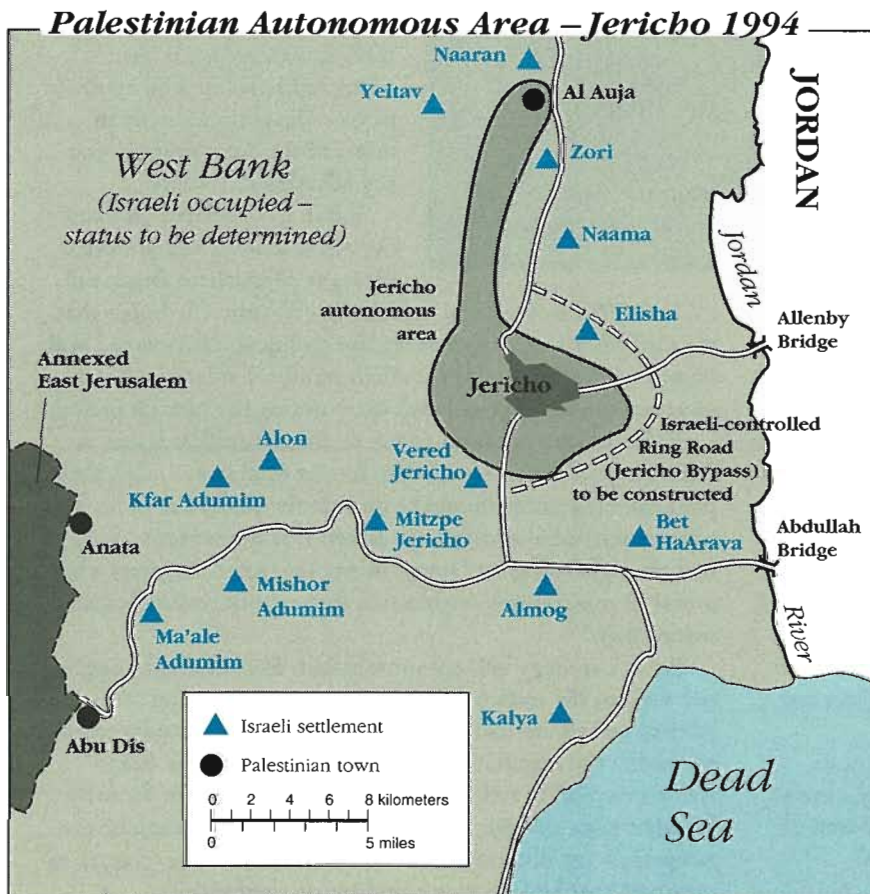 Palestinian Autonomous Area – Jericho 1994
Naaran
Yeitav
Al Auja
JORDAN
West Bank
(Israeli occupied –
status to be determined)
Zori
Naama
Jordan
Jericho
autonomous
area
Elisha
Allenby
Bridge
Annexed
East Jerusalem
Jericho
Israeli-controlled
Ring Road
(Jericho Bypass)
to be constructed
Alon
Vered
Jericho
Kfar Adumim
Anata
Mitzpe
Jericho
Bet
HaArava
Abdullah
Bridge
Mishor
Adumim
Almog
Ma'ale
Adumim
River
Abu Dis
Kalya
Israeli settlement
Palestinian town
0 2 4 6 8 kilometers
0 5 miles
Dead
Sea